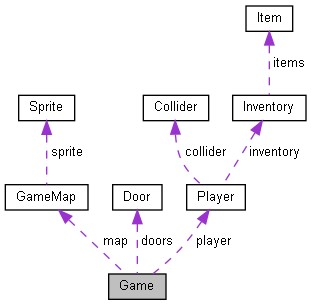 Item
items
Sprite
Collider
Inventory
sprite
collider
inventory
GameMap
Door
Player
map
doors
player
Game